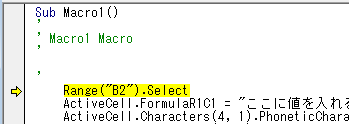 Sub Macro1()
'
' Macro1 Macro
'
'
Range("B2").Select
ActiveCell.FormulaR1C1 = "ここに値を入れる
ActiveCell.Characters(4, 1).PhoneticChara